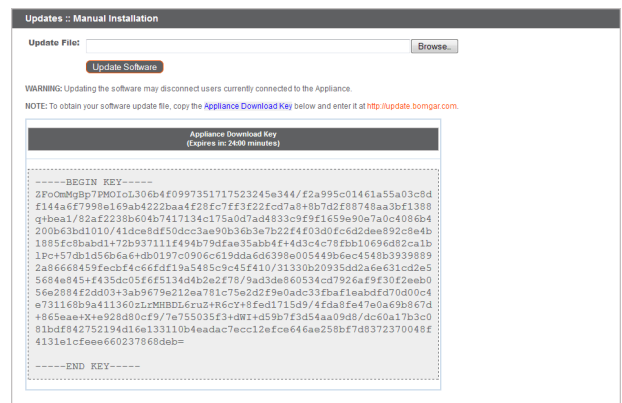 Updates :: Manual Installation
Update File:
Browse..
Update Software
WARNING: Updating the software may disconnect users currently connected to the Appliance.
NOTE: To obtain your software update file, copy the Appliance Download Key below and enter it at http://update.bomgar.com.
Appliance Download Key
(Expires in: 24:00 minutes)
-----BEGIN KEY-----
ZFoOmMgBp7PMOIoL306b4f0997351717523245e344/f2a995c01461a55a03c8d
f144a6f7998e169ab4222baa4f28fc7ff3f22fcd7a8+8b7d2f88748aa3bf1388
q+bea1/82af2238b604b7417134c175a0d7ad4833c9f9f1659e90e7a0c4086b4
200b63bd1010/41dce8df50dcc3ae90b36b3e7b22f4f03d0fc6d2dee892c8e4b
1885fc8babd1+72b937111f494b79dfae35abb4f+4d3c4c78fbb10696d82ca1b
lPc+57db1d56b6a6+db0197c0906c619dda6d6398e005449b6ec4548b3939889
2a86668459fecbf4c66fdf19a5485c9c45f410/31330b20935dd2a6e631cd2e5
5684e845+f435dc05f6f5134d4b2e2f78/9ad3de860534cd7926af9f30f2eeb0
56e2884f2dd03+3ab9679e212ea781c75e2d2f9e0adc33fbaf1eabdfd70d00c4
e731168b9a411360zLrMHBDL6ruZ+R6cY+8fed1715d9/4fda8fe47e0a69b867d
+865eae+X+e928d80cf9/7e755035f3+dWI+d59b7f3d54aa09d8/dc60a17b3c0
81bdf842752194d16e133110b4eadac7ecc12efce646ae258bf7d8372370048f
4131e1cfeee660237868deb=
-----END KEY-----